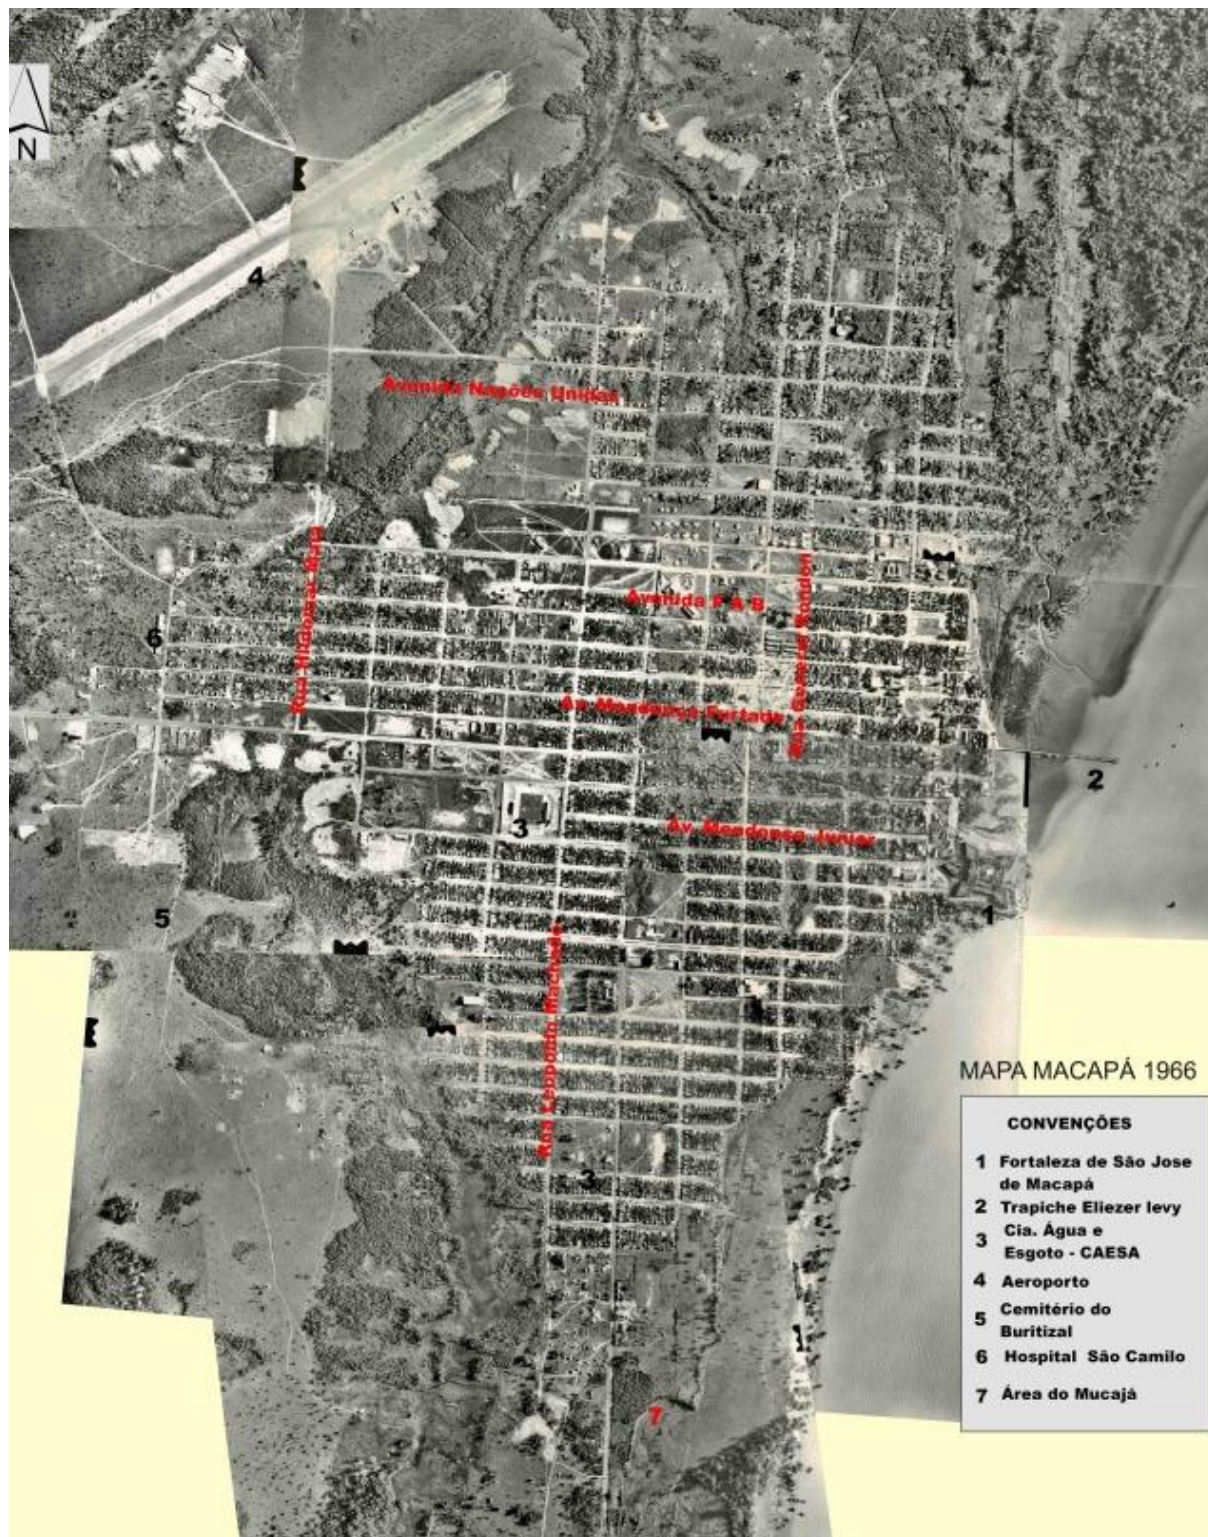 N
4
Avenida Nações Unidas
Rua Hildemar Maia
Avenida F A B
Rua General Rondon
6
Av. Mendonça Furtado
2
3
Av. Mendonça Junior
5
1
Rua Leopoldo Machado
3
7
MAPA MACAPÁ 1966
CONVENÇÕES
1 Fortaleza de São Jose
de Macapá
2 Trapiche Eliezer levy
3 Cia. Água e
Esgoto - CAESA
4 Aeroporto
5 Cemitério do
Buritizal
6 Hospital São Camilo
7 Área do Mucajá